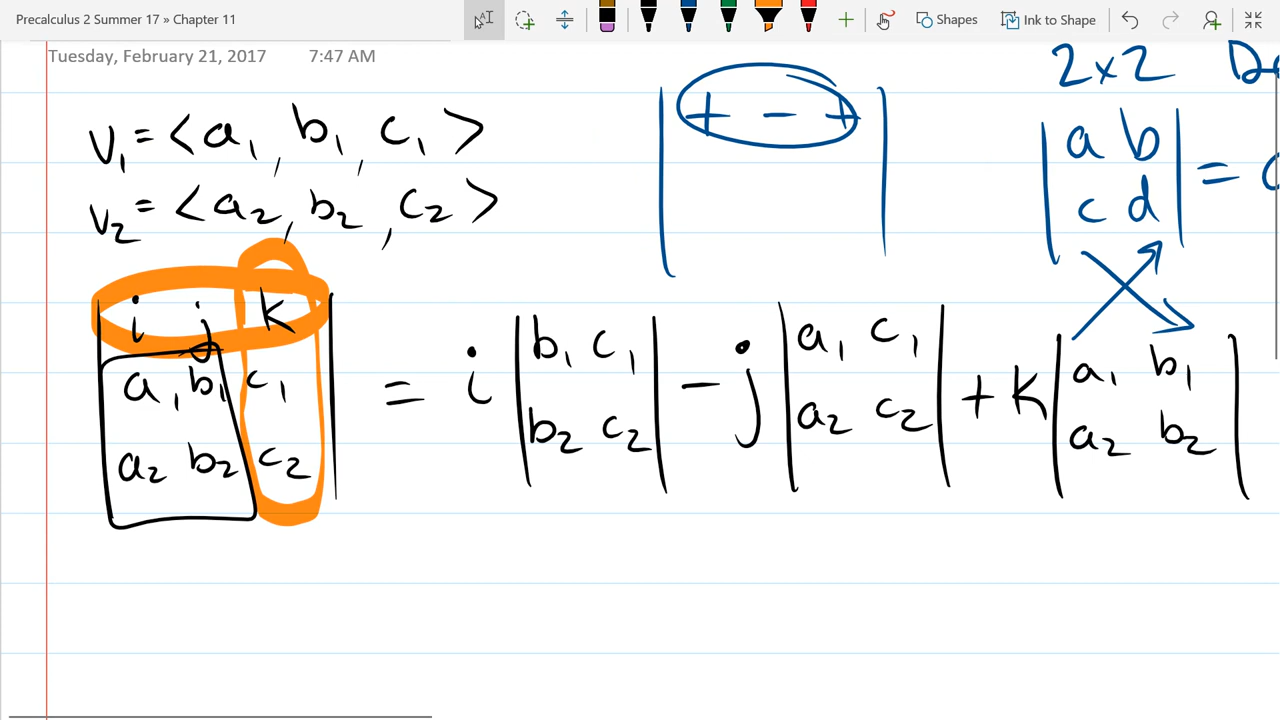 Precalculus 2 Summer 17 » Chapter 11
Shapes
Ink to Shape
Tuesday, February 21, 2017 7:47 AM
V₁ = <a₁, b₁, c₁>
V₂ = <a₂, b₂, c₂>
+ − +
2x2
|a b|
|c d| =
|i j k|
|a₁ b₁ c₁|
|a₂ b₂ c₂|
= i |b₁ c₁| − j |a₁ c₁| + k |a₁ b₁|
|b₂ c₂| |a₂ c₂| |a₂ b₂|